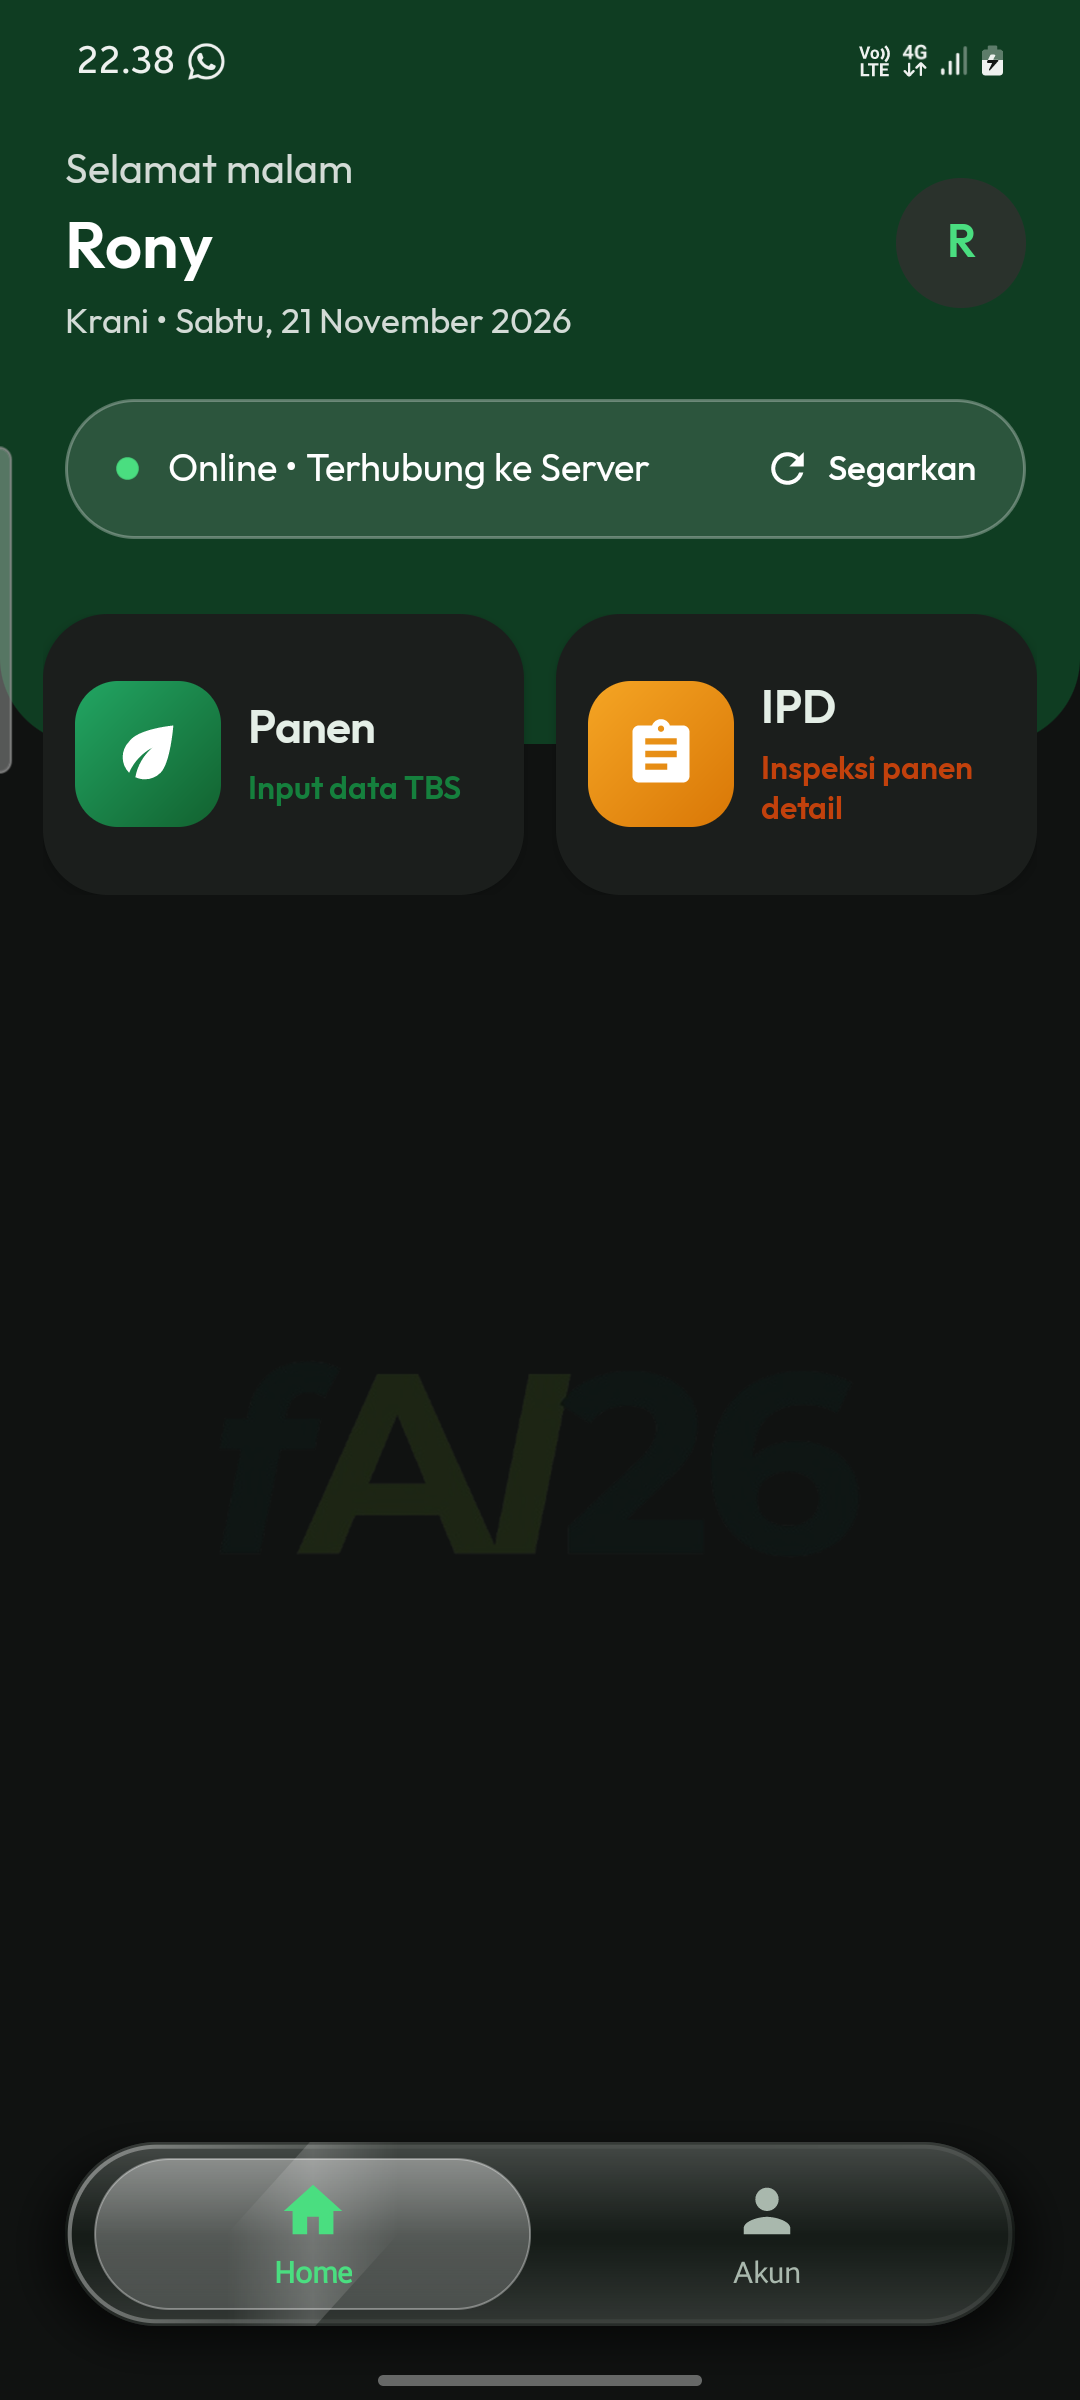 22.38
Vo)) LTE 4G
Selamat malam
Rony
R
Krani • Sabtu, 21 November 2026
Online • Terhubung ke Server
Segarkan
Panen
Input data TBS
IPD
Inspeksi panen
detail
fAI26
Home
Akun